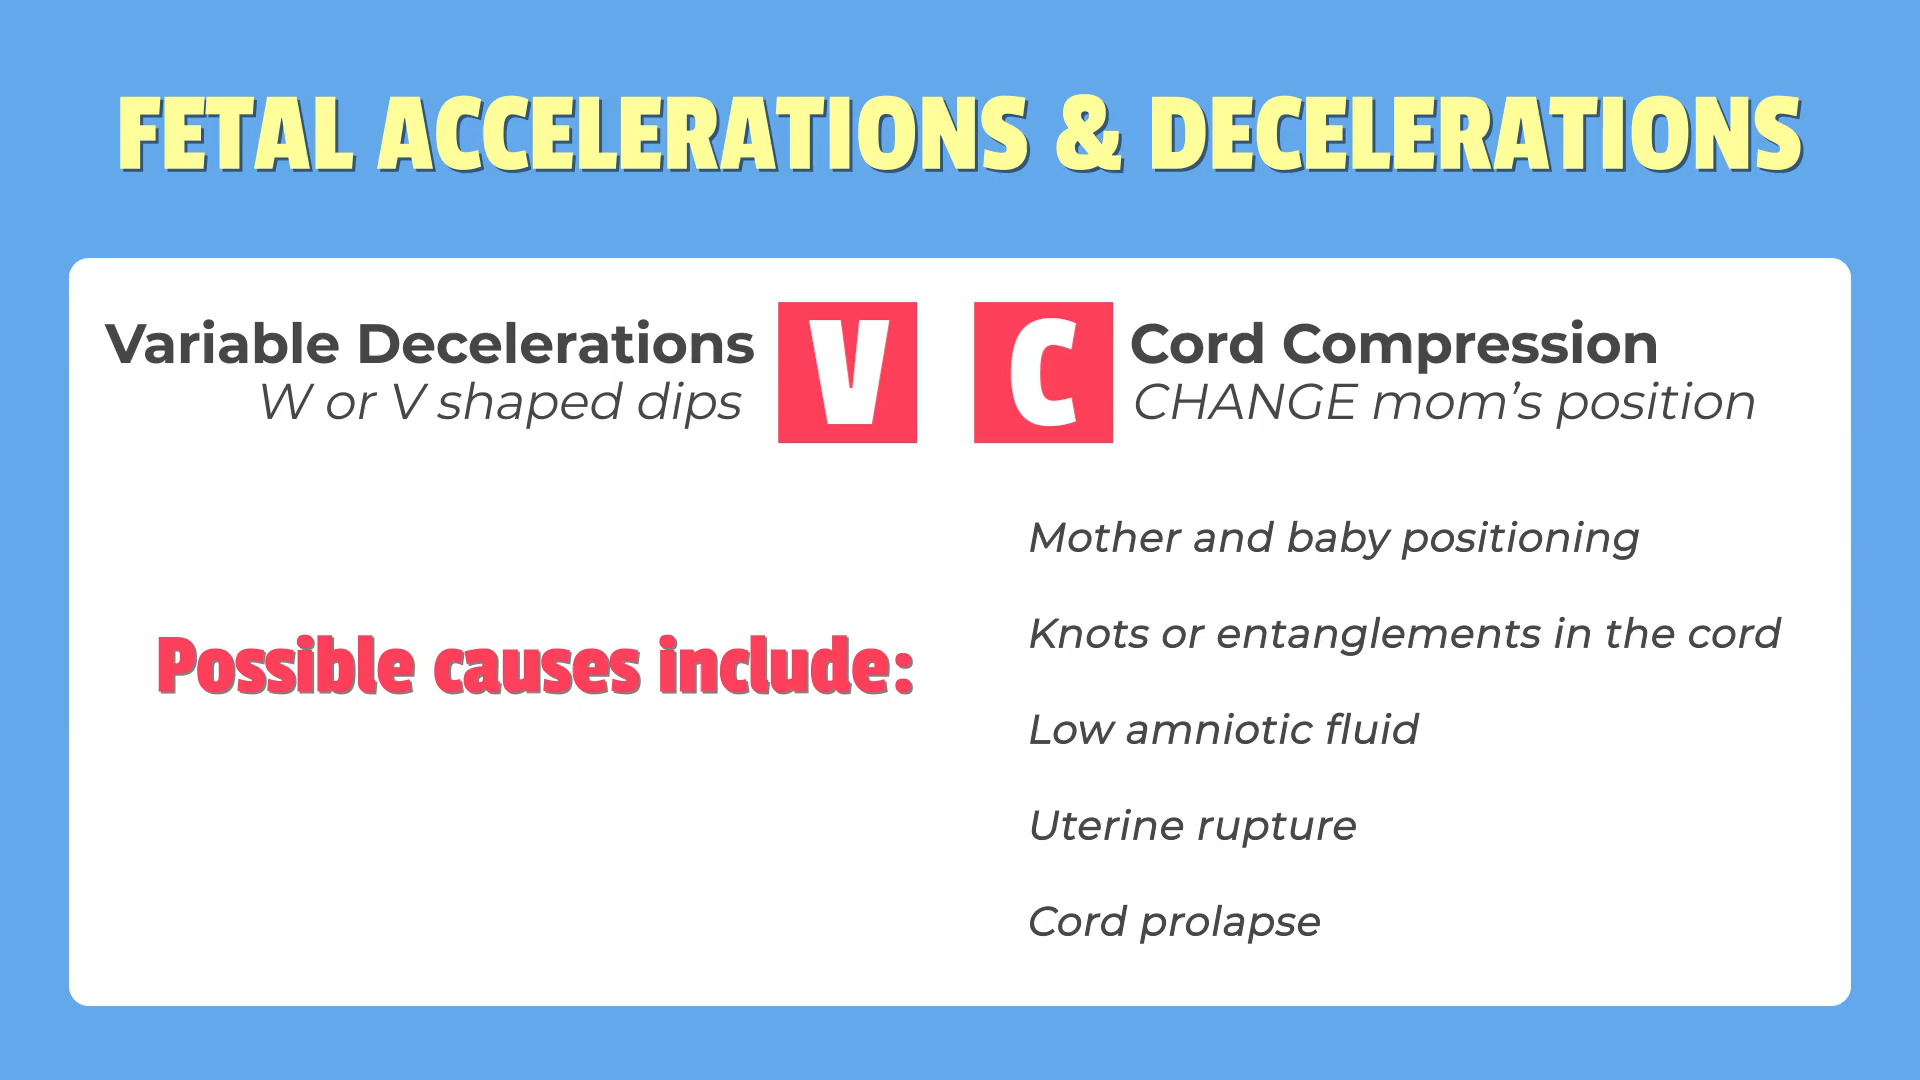 FETAL ACCELERATIONS & DECELERATIONS
Variable Decelerations
W or V shaped dips
V
C
Cord Compression
CHANGE mom’s position
Possible causes include:
Mother and baby positioning
Knots or entanglements in the cord
Low amniotic fluid
Uterine rupture
Cord prolapse